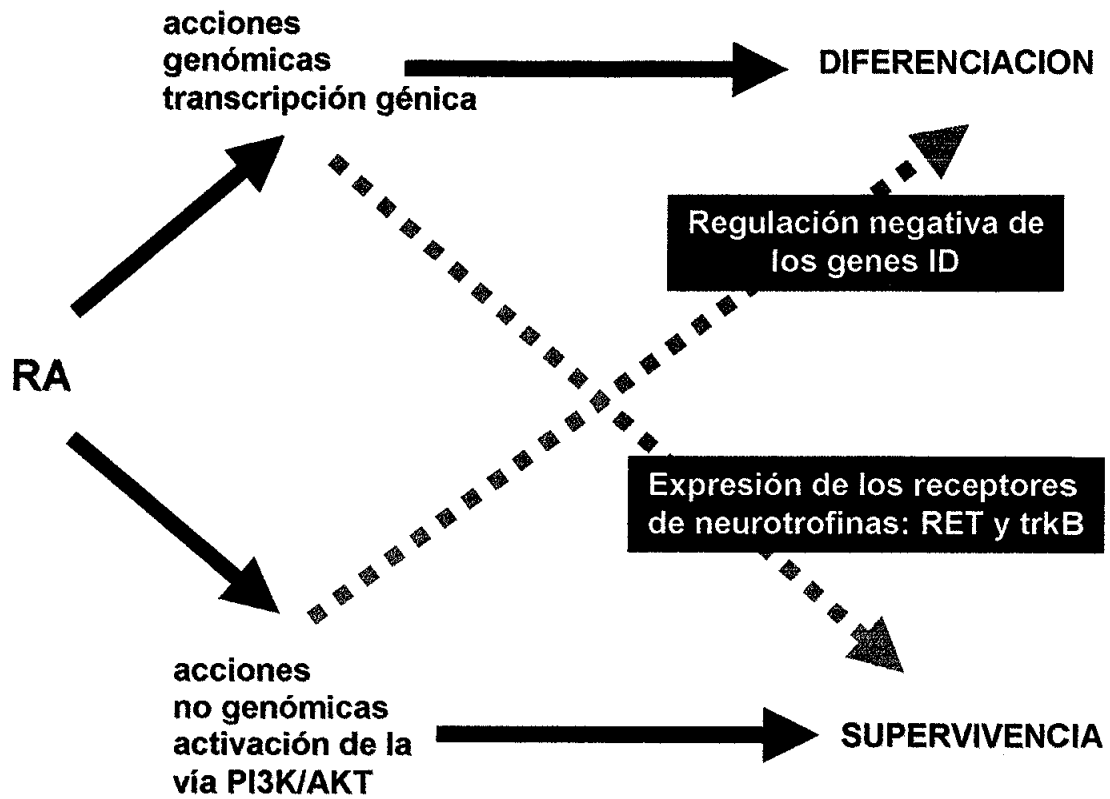 acciones
genómicas
transcripción génica
DIFERENCIACION
Regulación negativa de
los genes ID
RA
Expresión de los receptores
de neurotrofinas: RET y trkB
acciones
no genómicas
activación de la
vía PI3K/AKT
SUPERVIVENCIA